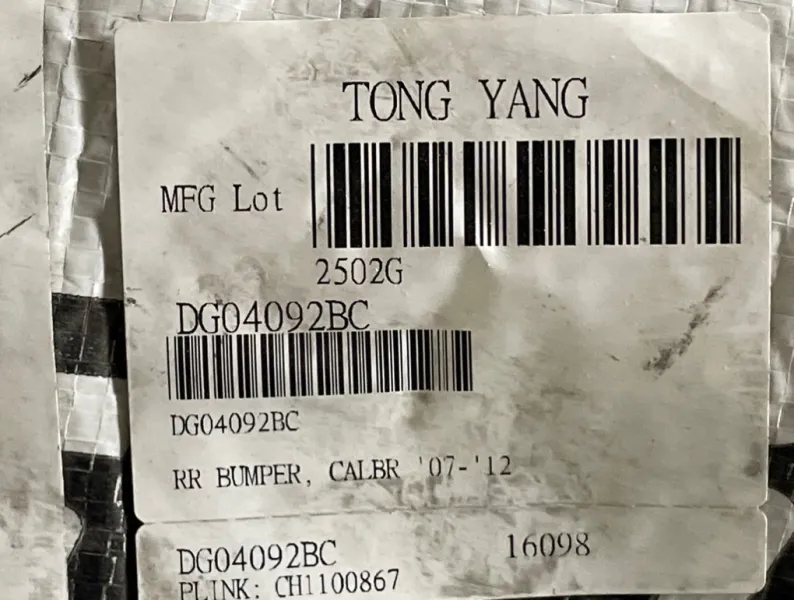 TONG YANG
MFG Lot
2502G
DG04092BC
DG04092BC
RR BUMPER, CALBR '07-'12
DG04092BC 16098
PLINK: CH1100867